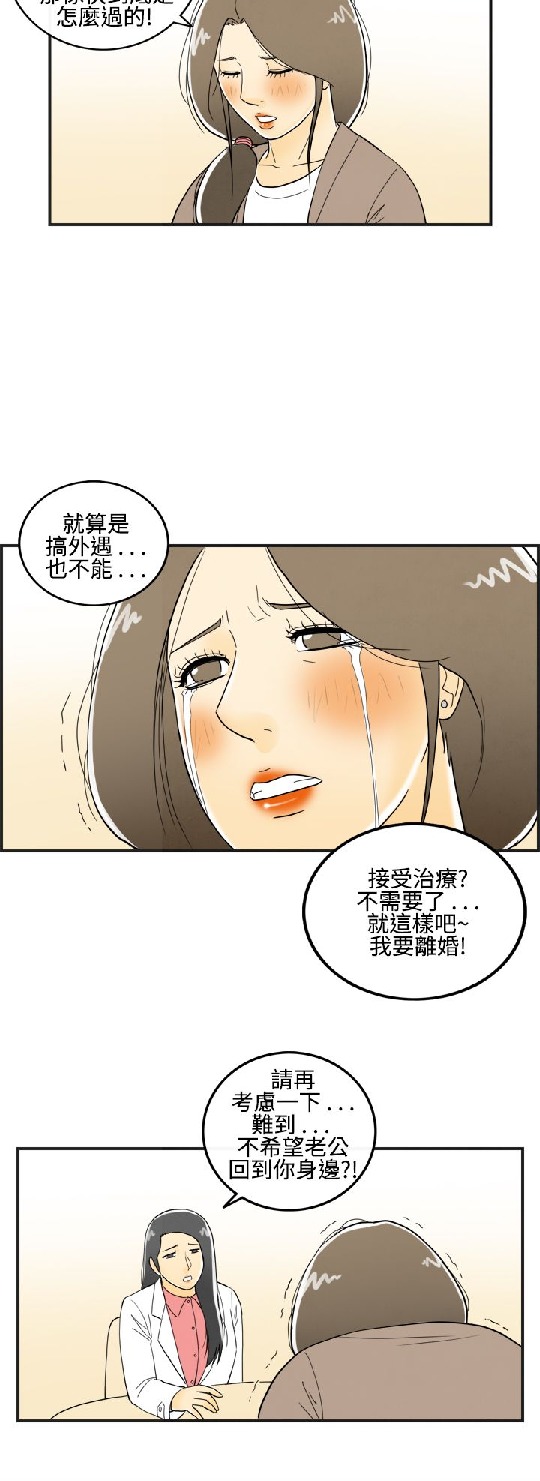 怎麼過的!
就算是
搞外遇...
也不能...
接受治療?
不需要了...
就這樣吧~
我要離婚!
請再
考慮一下...
難到...
不希望老公
回到你身邊?!